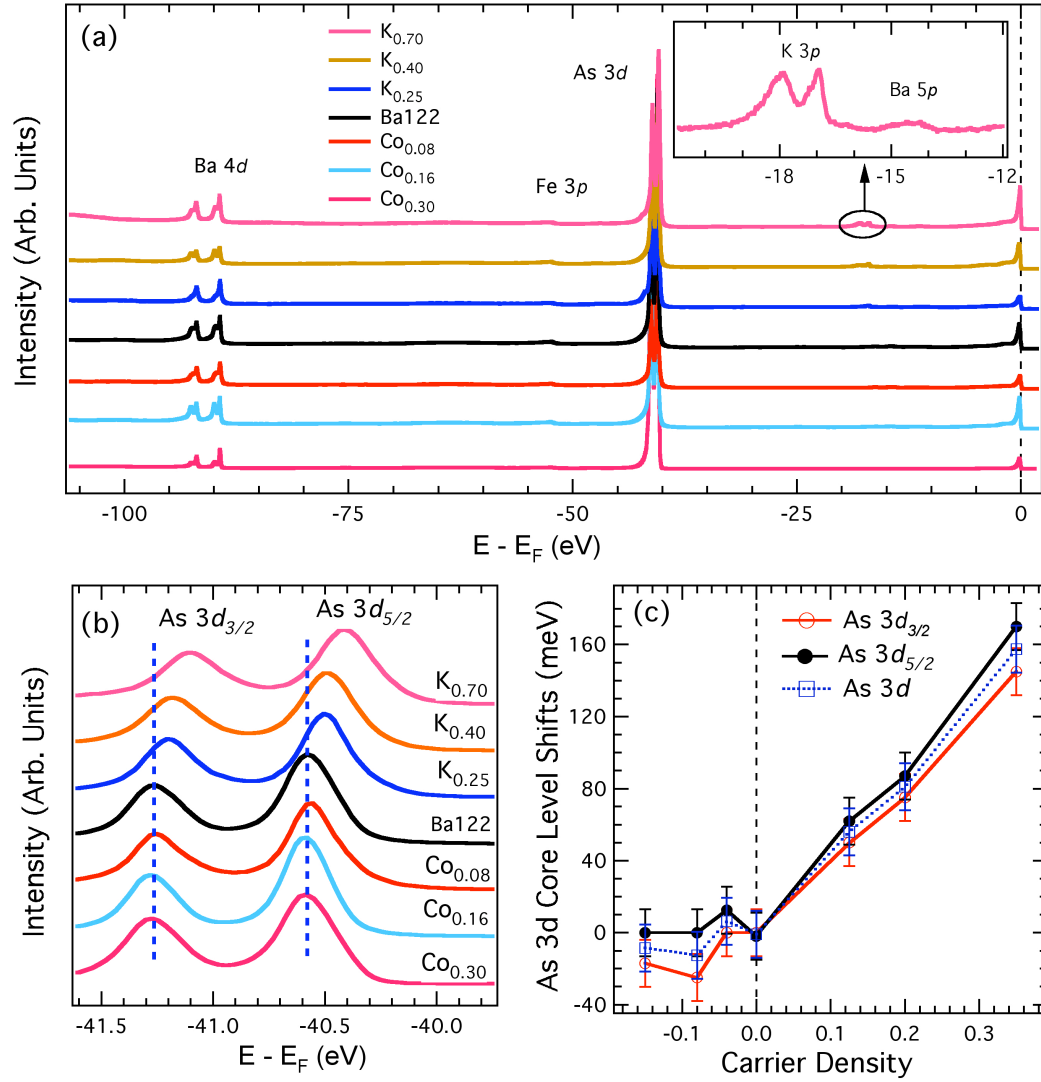 (a)
K0.70
K0.40
K0.25
Ba122
Co0.08
Co0.16
Co0.30
Ba 4d
Fe 3p
As 3d
K 3p
Ba 5p
-18
-15
-12
Intensity (Arb. Units)
-100
-75
-50
-25
0
E - EF (eV)
(b)
As 3d3/2
As 3d5/2
K0.70
K0.40
K0.25
Ba122
Co0.08
Co0.16
Co0.30
Intensity (Arb. Units)
-41.5
-41.0
-40.5
-40.0
E - EF (eV)
(c)
As 3d3/2
As 3d5/2
As 3d
As 3d Core Level Shifts (meV)
160
120
80
40
0
-40
-0.1
0.0
0.1
0.2
0.3
Carrier Density